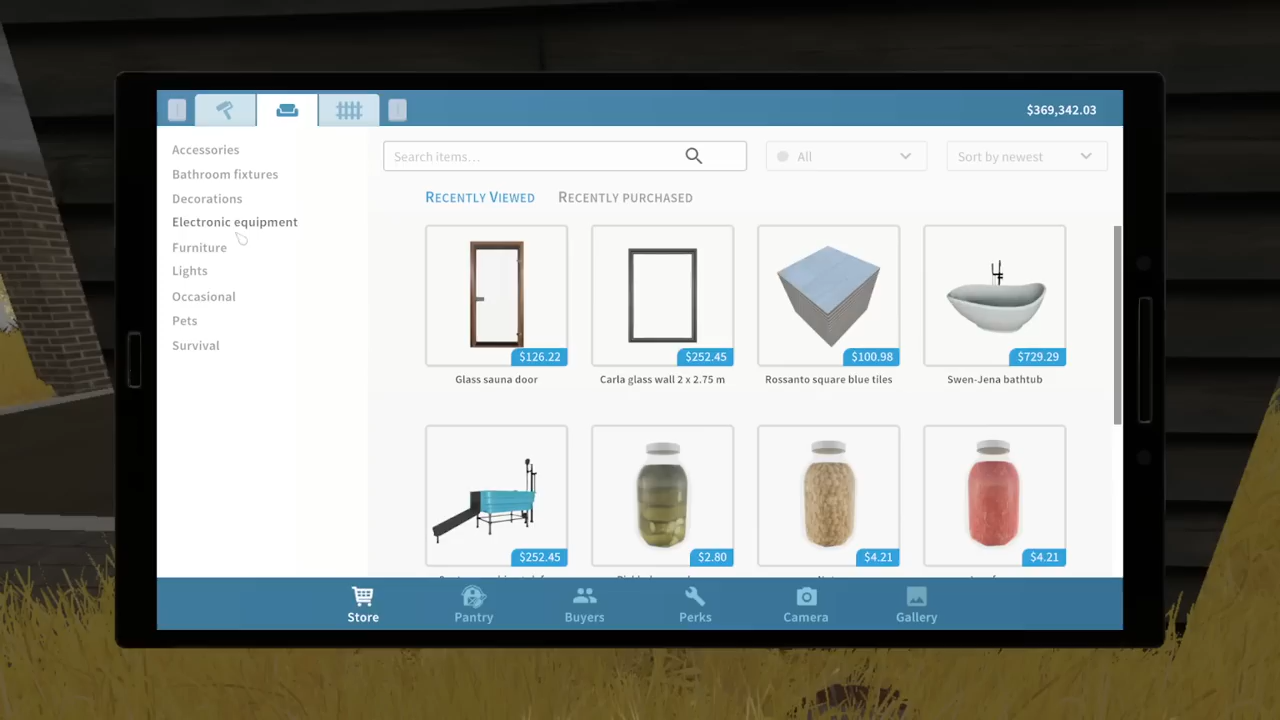 $369,342.03
Accessories
Bathroom fixtures
Decorations
Electronic equipment
Furniture
Lights
Occasional
Pets
Survival
Search items...
All
Sort by newest
RECENTLY VIEWED
RECENTLY PURCHASED
$126.22
Glass sauna door
$252.45
Carla glass wall 2 x 2.75 m
$100.98
Rossanto square blue tiles
$729.29
Swen-Jena bathtub
$252.45
$2.80
$4.21
$4.21
Store
Pantry
Buyers
Perks
Camera
Gallery